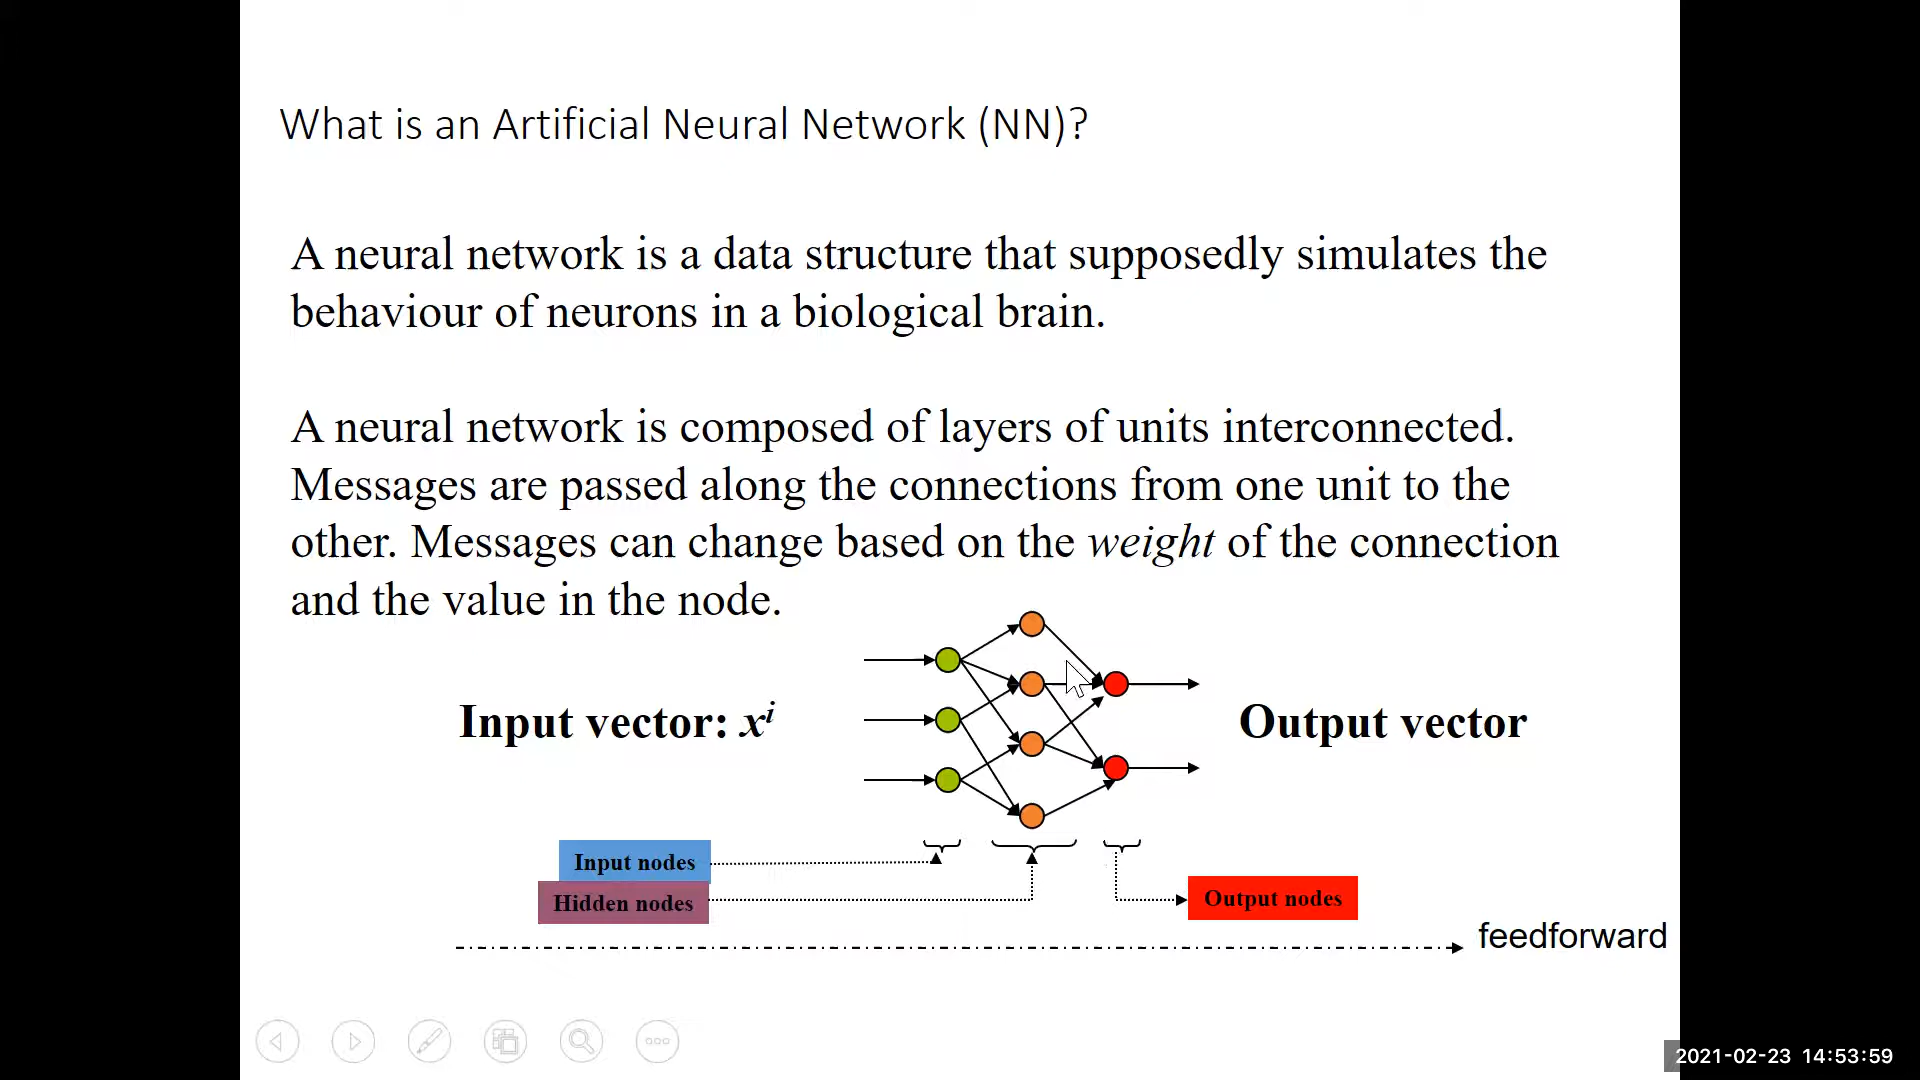 What is an Artificial Neural Network (NN)?
A neural network is a data structure that supposedly simulates the
behaviour of neurons in a biological brain.
A neural network is composed of layers of units interconnected.
Messages are passed along the connections from one unit to the
other. Messages can change based on the weight of the connection
and the value in the node.
Input vector: xⁱ
Output vector
Input nodes
Hidden nodes
Output nodes
feedforward
2021-02-23 14:53:59